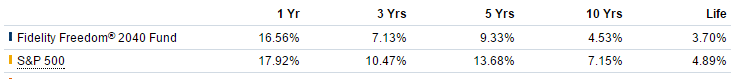 1 Yr 3 Yrs 5 Yrs 10 Yrs Life
Fidelity Freedom® 2040 Fund 16.56% 7.13% 9.33% 4.53% 3.70%
S&P 500 17.92% 10.47% 13.68% 7.15% 4.89%